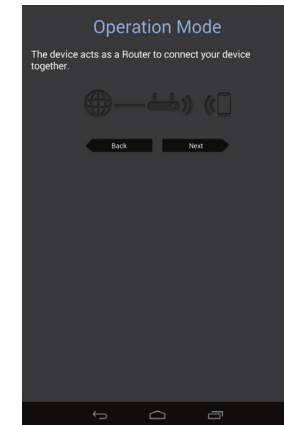 Operation Mode
The device acts as a Router to connect your device
together.
Back
Next